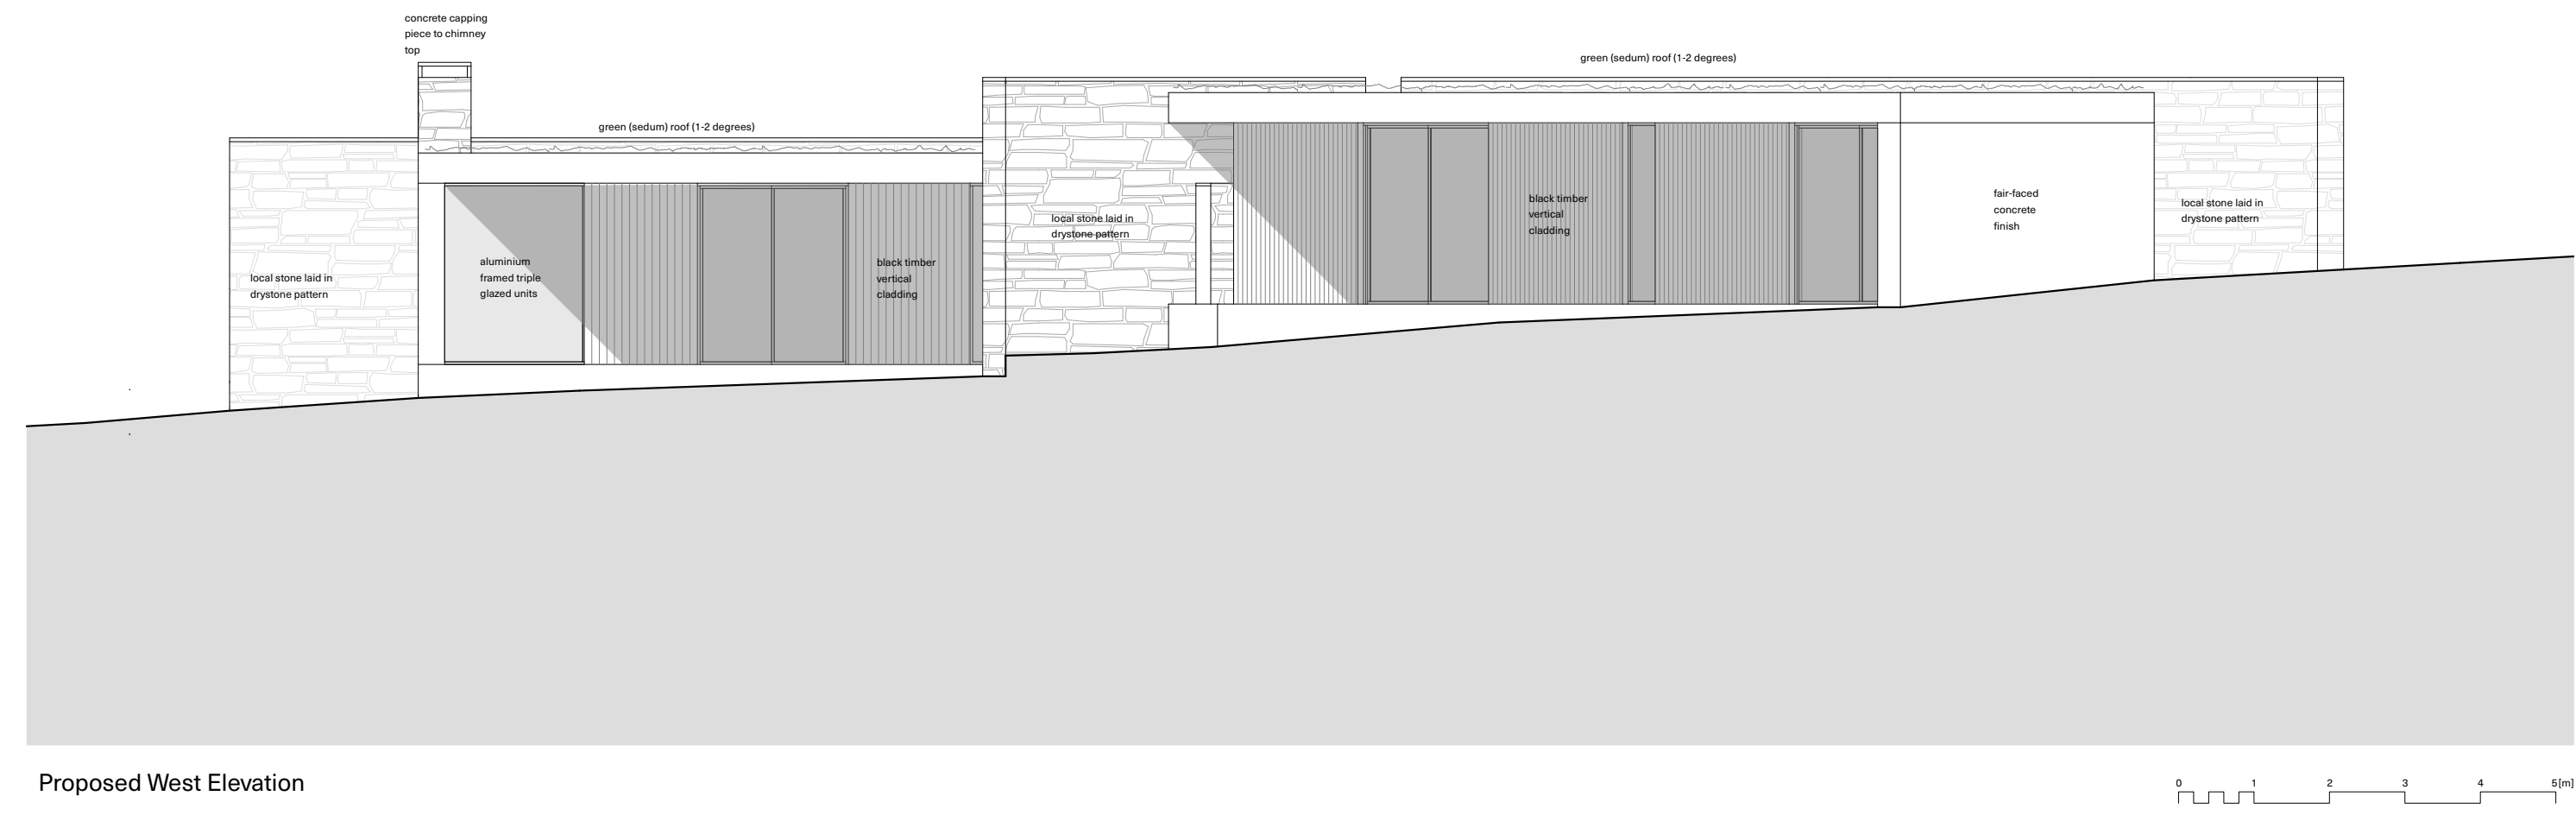 concrete capping
piece to chimney
top
green (sedum) roof (1-2 degrees)
green (sedum) roof (1-2 degrees)
local stone laid in
drystone pattern
aluminium
framed triple
glazed units
black timber
vertical
cladding
local stone laid in
drystone pattern
black timber
vertical
cladding
fair-faced
concrete
finish
local stone laid in
drystone pattern
Proposed West Elevation
0 1 2 3 4 5[m]